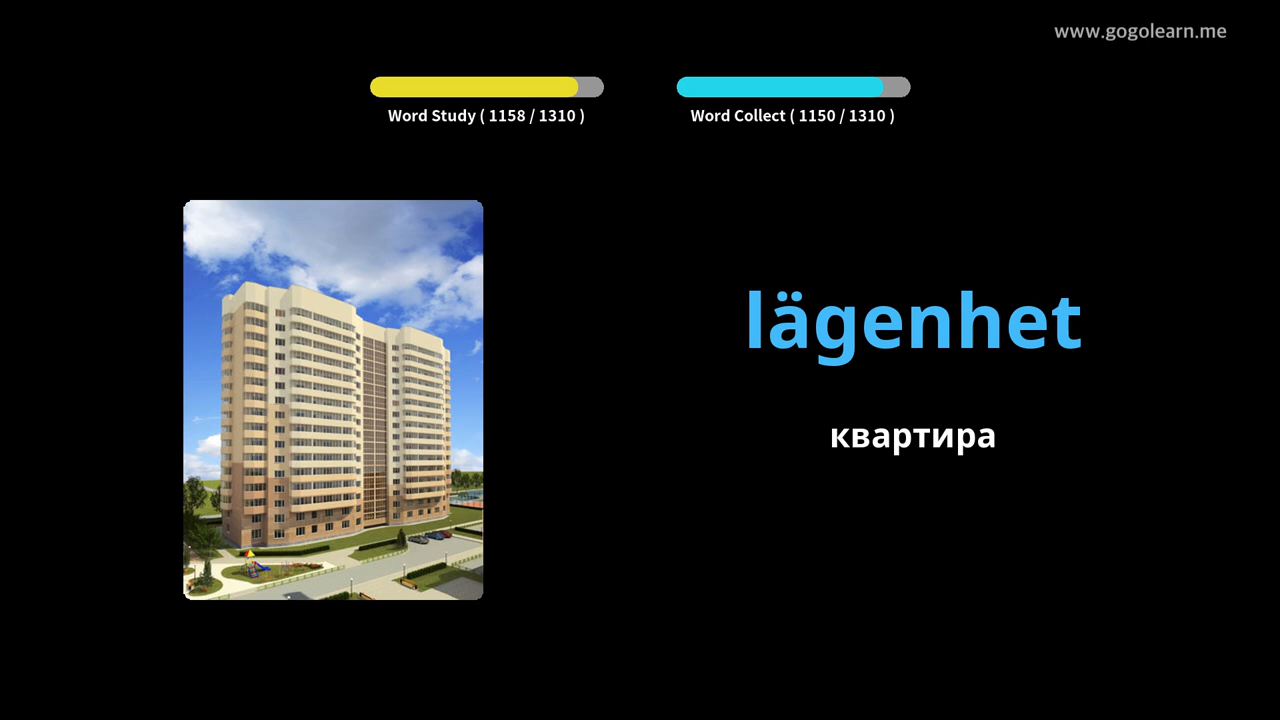 www.gogolearn.me
Word Study ( 1158 / 1310 )
Word Collect ( 1150 / 1310 )
lägenhet
квартира